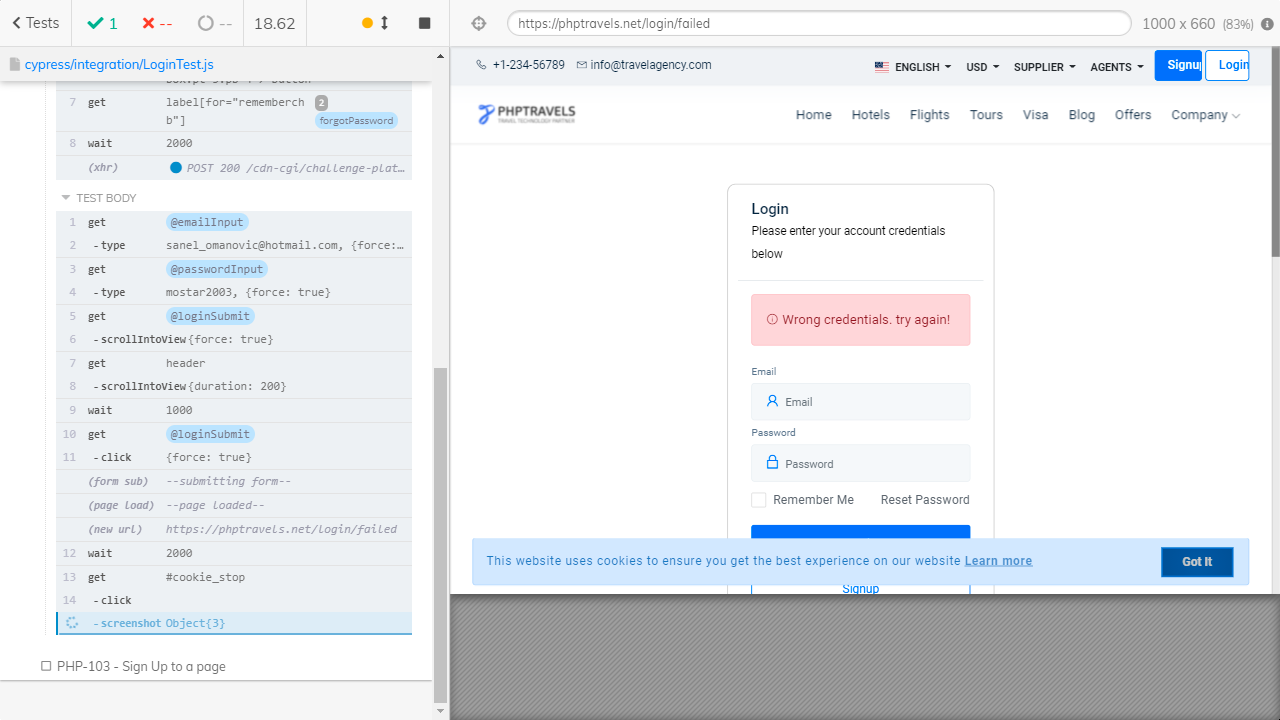 Tests
1
--
--
18.62
https://phptravels.net/login/failed
1000 x 660 (83%)
cypress/integration/LoginTest.js
7 get label[for="rememberch
b"] 2 forgotPassword
8 wait 2000
(xhr) POST 200 /cdn-cgi/challenge-plat…
TEST BODY
1 get @emailInput
2 -type sanel_omanovic@hotmail.com, {force:…
3 get @passwordInput
4 -type mostar2003, {force: true}
5 get @loginSubmit
6 -scrollIntoView {force: true}
7 get header
8 -scrollIntoView {duration: 200}
9 wait 1000
10 get @loginSubmit
11 -click {force: true}
(form sub) --submitting form--
(page load) --page loaded--
(new url) https://phptravels.net/login/failed
12 wait 2000
13 get #cookie_stop
14 -click
-screenshot Object{3}
PHP-103 - Sign Up to a page
+1-234-56789 info@travelagency.com
ENGLISH USD SUPPLIER AGENTS Signup Login
PHPTRAVELS
TRAVEL TECHNOLOGY PARTNER
Home Hotels Flights Tours Visa Blog Offers Company
Login
Please enter your account credentials
below
Wrong credentials. try again!
Email
Email
Password
Password
Remember Me Reset Password
This website uses cookies to ensure you get the best experience on our website Learn more
Got It
Signup